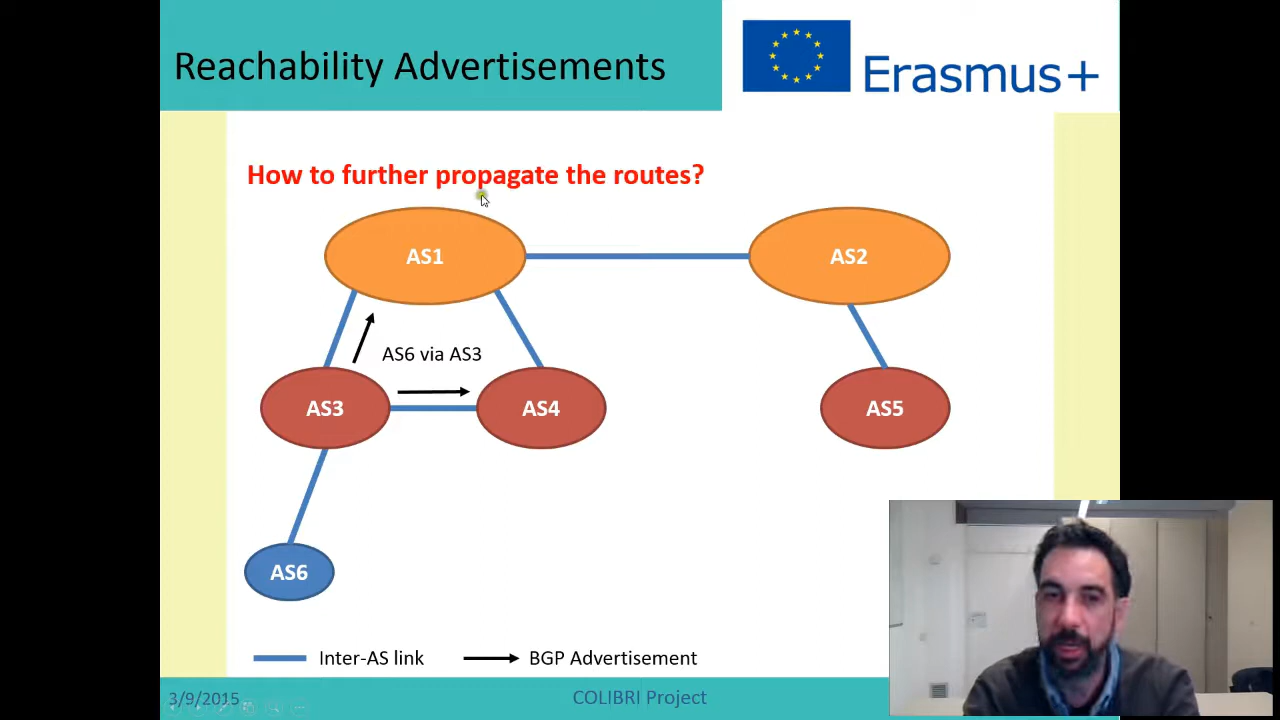 Reachability Advertisements
Erasmus+
How to further propagate the routes?
AS1
AS2
AS6 via AS3
AS3
AS4
AS5
AS6
Inter-AS link
BGP Advertisement
3/9/2015
COLIBRI Project